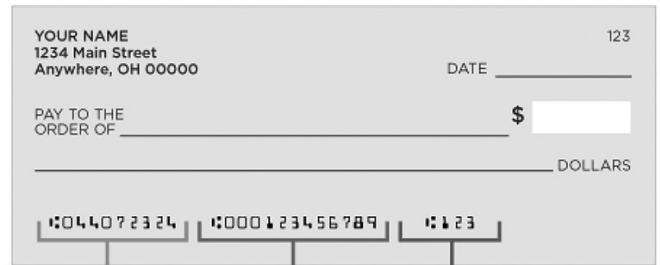 YOUR NAME 123
1234 Main Street
Anywhere, OH 00000
DATE
PAY TO THE
ORDER OF $
DOLLARS
⑆044072324 ⑆000123456789 ⑆123